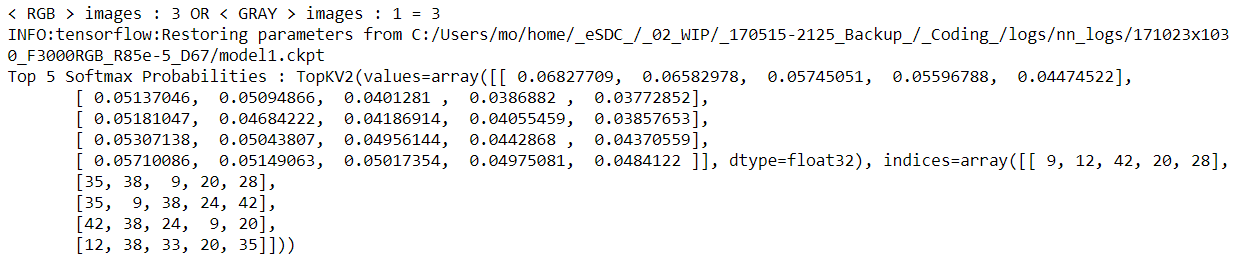 < RGB > images : 3 OR < GRAY > images : 1 = 3
INFO:tensorflow:Restoring parameters from C:/Users/mo/home/_eSDC_/_02_WIP/_170515-2125_Backup_/_Coding_/logs/nn_logs/171023x103
0_F3000RGB_R85e-5_D67/model1.ckpt
Top 5 Softmax Probabilities : TopKV2(values=array([[ 0.06827709,  0.06582978,  0.05745051,  0.05596788,  0.04474522],
       [ 0.05137046,  0.05094866,  0.0401281 ,  0.0386882 ,  0.03772852],
       [ 0.05181047,  0.04684222,  0.04186914,  0.04055459,  0.03857653],
       [ 0.05307138,  0.05043807,  0.04956144,  0.0442868 ,  0.04370559],
       [ 0.05710086,  0.05149063,  0.05017354,  0.04975081,  0.0484122 ]], dtype=float32), indices=array([[ 9, 12, 42, 20, 28],
       [35, 38,  9, 20, 28],
       [35,  9, 38, 24, 42],
       [42, 38, 24,  9, 20],
       [12, 38, 33, 20, 35]]))